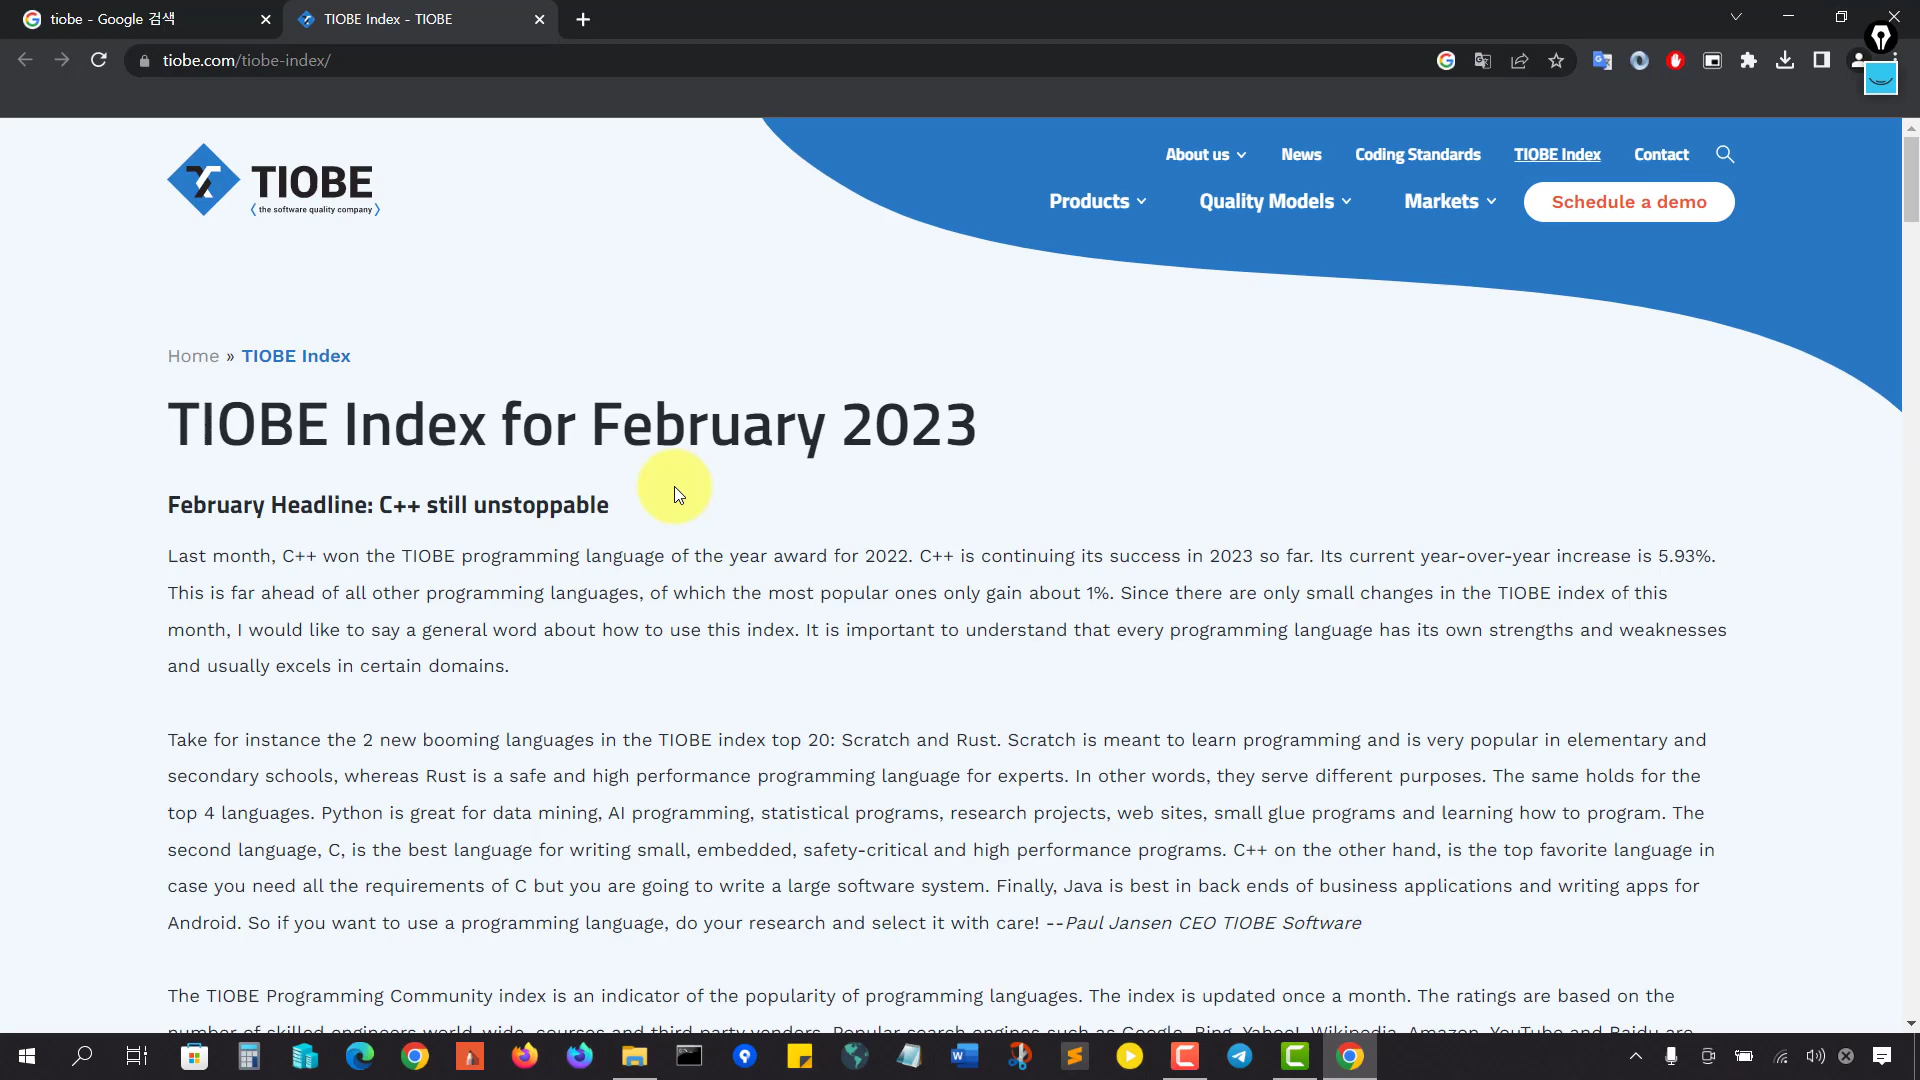 tiobe - Google 검색
TIOBE Index - TIOBE
tiobe.com/tiobe-index/
TIOBE
the software quality company
About us
News
Coding Standards
TIOBE Index
Contact
Products
Quality Models
Markets
Schedule a demo
Home » TIOBE Index
TIOBE Index for February 2023
February Headline: C++ still unstoppable
Last month, C++ won the TIOBE programming language of the year award for 2022. C++ is continuing its success in 2023 so far. Its current year-over-year increase is 5.93%.
This is far ahead of all other programming languages, of which the most popular ones only gain about 1%. Since there are only small changes in the TIOBE index of this
month, I would like to say a general word about how to use this index. It is important to understand that every programming language has its own strengths and weaknesses
and usually excels in certain domains.
Take for instance the 2 new booming languages in the TIOBE index top 20: Scratch and Rust. Scratch is meant to learn programming and is very popular in elementary and
secondary schools, whereas Rust is a safe and high performance programming language for experts. In other words, they serve different purposes. The same holds for the
top 4 languages. Python is great for data mining, AI programming, statistical programs, research projects, web sites, small glue programs and learning how to program. The
second language, C, is the best language for writing small, embedded, safety-critical and high performance programs. C++ on the other hand, is the top favorite language in
case you need all the requirements of C but you are going to write a large software system. Finally, Java is best in back ends of business applications and writing apps for
Android. So if you want to use a programming language, do your research and select it with care! --Paul Jansen CEO TIOBE Software
The TIOBE Programming Community index is an indicator of the popularity of programming languages. The index is updated once a month. The ratings are based on the
number of skilled engineers world-wide, courses and third party vendors. Popular search engines such as Google, Bing, Yahoo!, Wikipedia, Amazon, YouTube and Baidu are